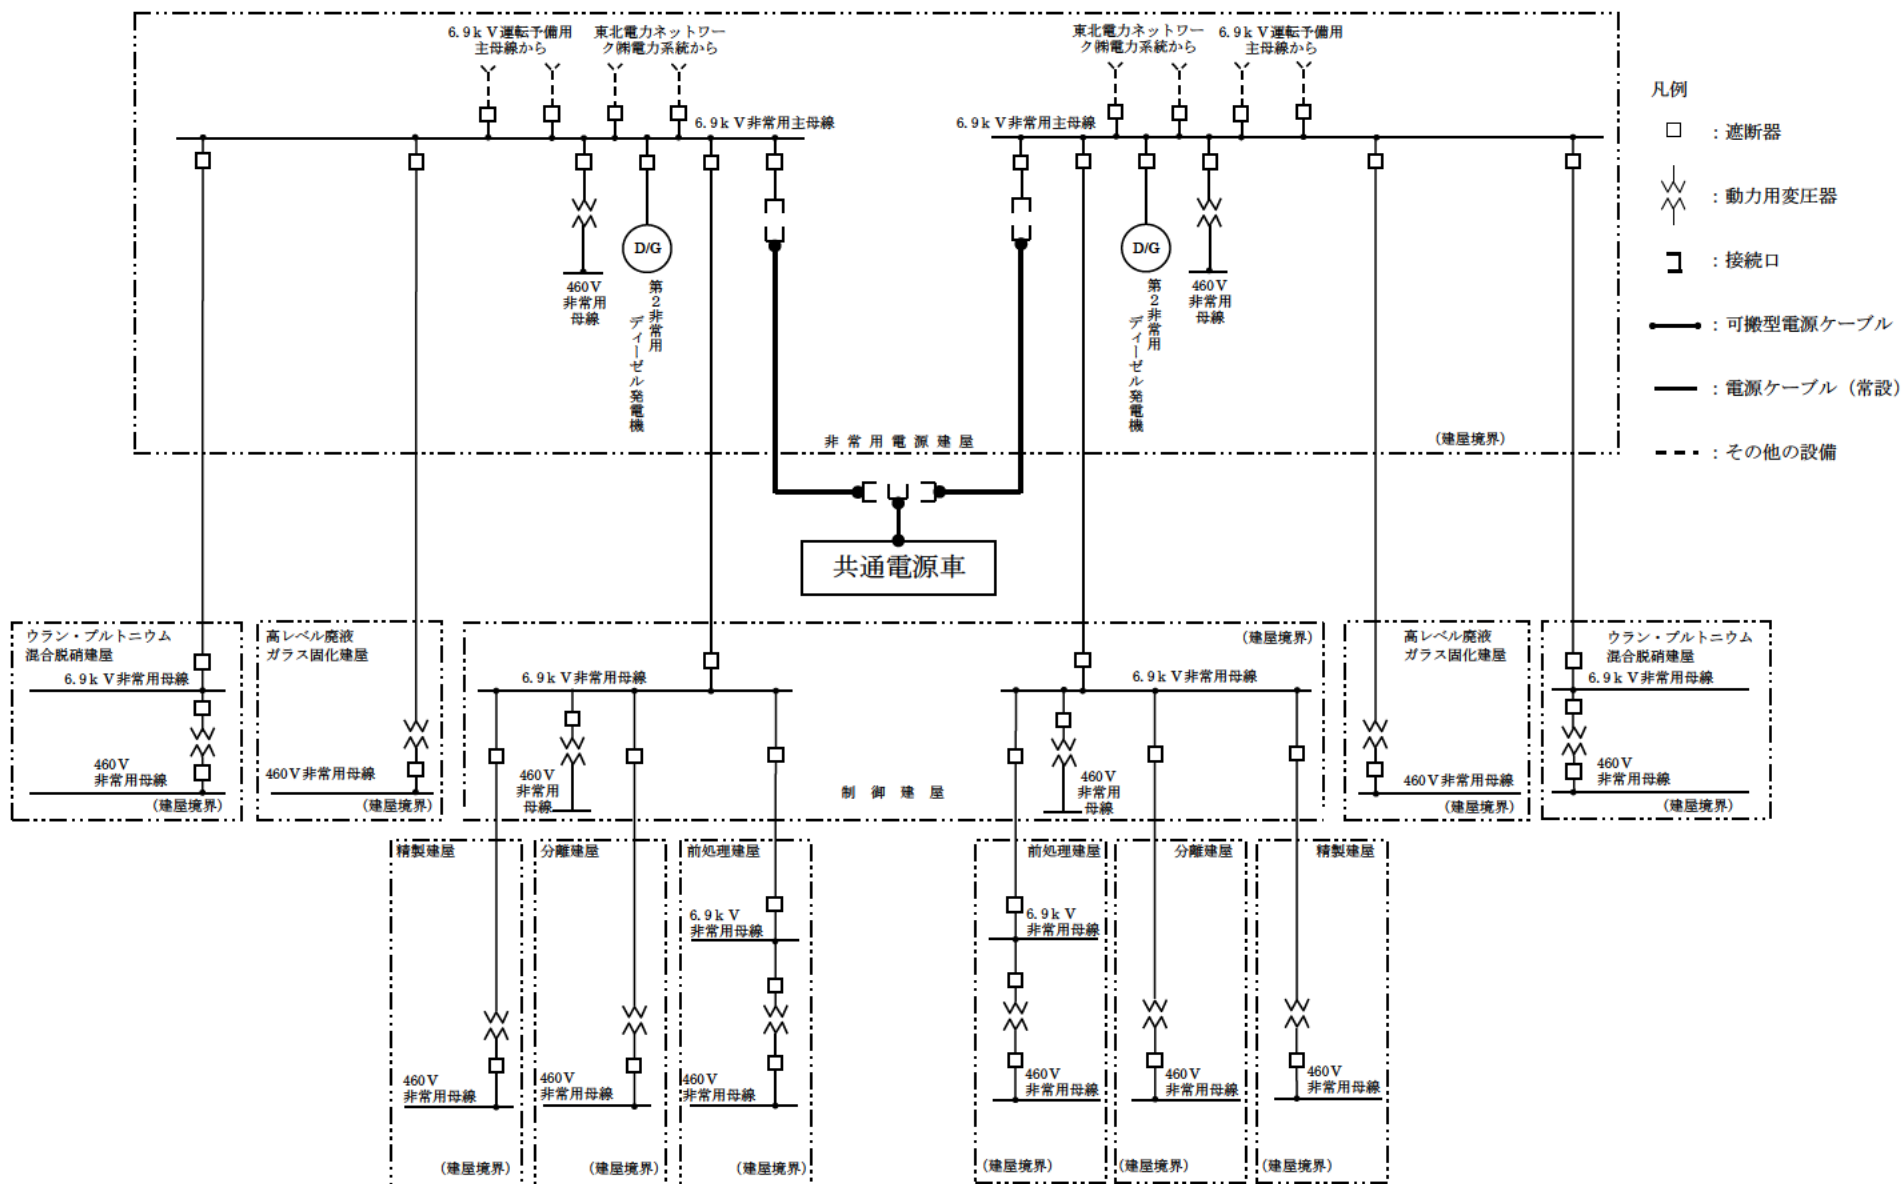 6.9kV運転予備用
主母線から
東北電力ネットワー
ク㈱電力系統から
東北電力ネットワー
ク㈱電力系統から
6.9kV運転予備用
主母線から
6.9kV非常用主母線
6.9kV非常用主母線
460V
非常用
母線
D/G
第2非常用
ディーゼル発電機
D/G
第2非常用
ディーゼル発電機
460V
非常用
母線
非常用電源建屋
(建屋境界)
凡例
：遮断器
：動力用変圧器
：接続口
：可搬型電源ケーブル
：電源ケーブル（常設）
：その他の設備
共通電源車
ウラン・プルトニウム
混合脱硝建屋
6.9kV非常用母線
460V
非常用母線
(建屋境界)
高レベル廃液
ガラス固化建屋
460V非常用母線
(建屋境界)
(建屋境界)
6.9kV非常用母線
6.9kV非常用母線
460V
非常用
母線
制御建屋
460V
非常用
母線
高レベル廃液
ガラス固化建屋
460V非常用母線
(建屋境界)
ウラン・プルトニウム
混合脱硝建屋
6.9kV非常用母線
460V
非常用母線
(建屋境界)
精製建屋
460V
非常用母線
(建屋境界)
分離建屋
460V
非常用母線
(建屋境界)
前処理建屋
6.9kV
非常用母線
460V
非常用母線
(建屋境界)
前処理建屋
6.9kV
非常用母線
460V
非常用母線
(建屋境界)
分離建屋
460V
非常用母線
(建屋境界)
精製建屋
460V
非常用母線
(建屋境界)